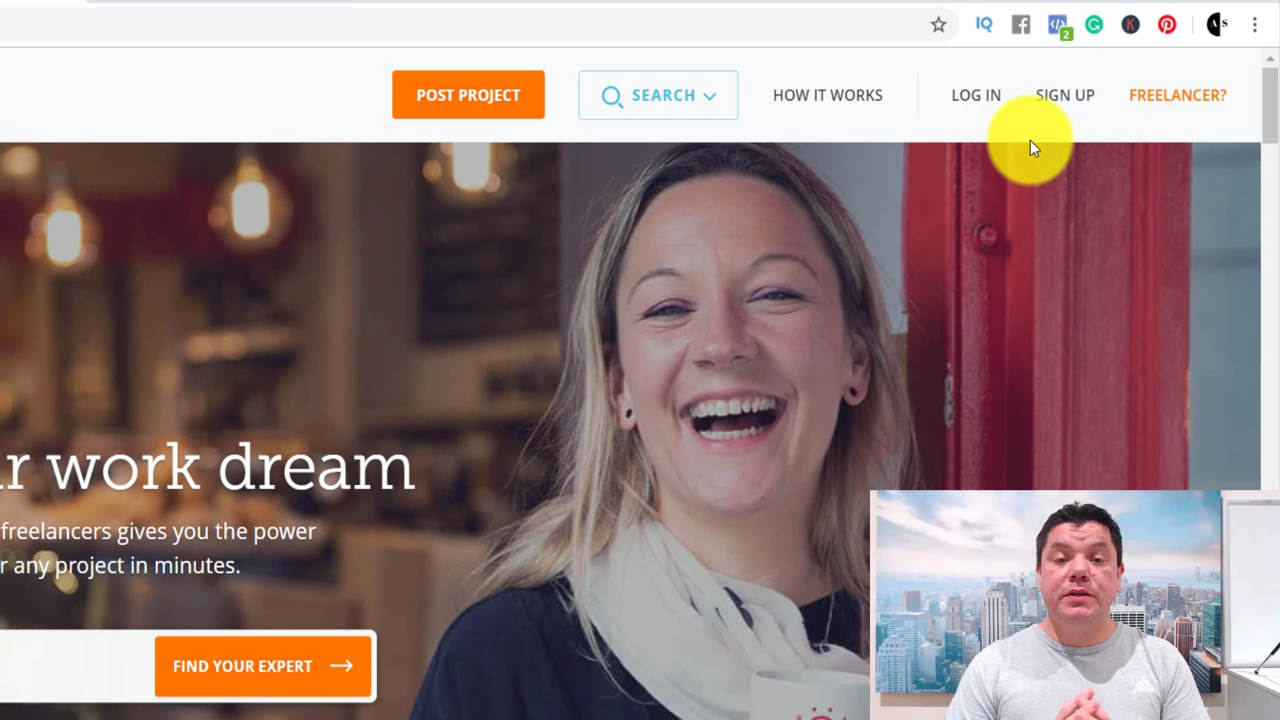 IQ
2
K
A S
POST PROJECT
SEARCH
HOW IT WORKS
LOG IN
SIGN UP
FREELANCER?
r work dream
freelancers gives you the power
r any project in minutes.
FIND YOUR EXPERT